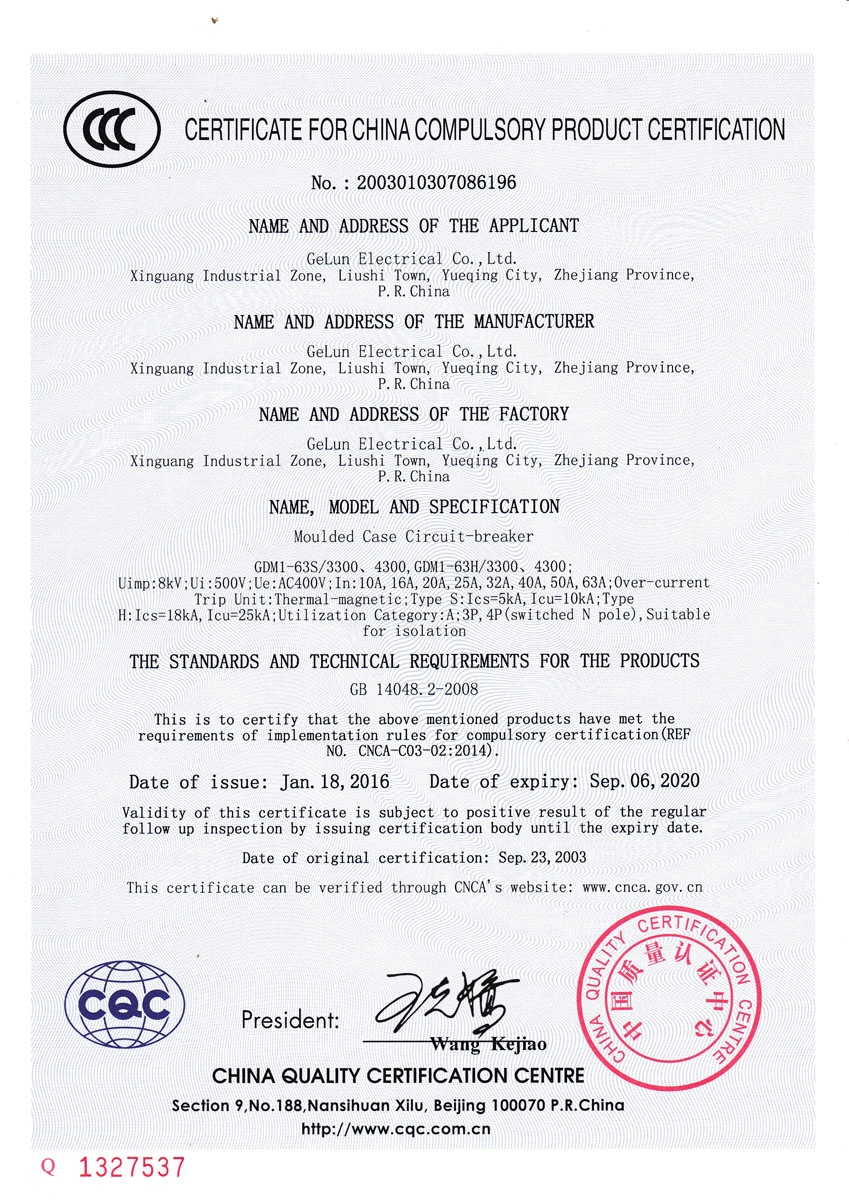 CCC
CERTIFICATE FOR CHINA COMPULSORY PRODUCT CERTIFICATION
No. : 2003010307086196
NAME AND ADDRESS OF THE APPLICANT
GeLun Electrical Co.,Ltd.
Xinguang Industrial Zone, Liushi Town, Yueqing City, Zhejiang Province,
P.R.China
NAME AND ADDRESS OF THE MANUFACTURER
GeLun Electrical Co.,Ltd.
Xinguang Industrial Zone, Liushi Town, Yueqing City, Zhejiang Province,
P.R.China
NAME AND ADDRESS OF THE FACTORY
GeLun Electrical Co.,Ltd.
Xinguang Industrial Zone, Liushi Town, Yueqing City, Zhejiang Province,
P.R.China
NAME, MODEL AND SPECIFICATION
Moulded Case Circuit-breaker
GDM1-63S/3300、4300,GDM1-63H/3300、4300;
Uimp:8kV;Ui:500V;Ue:AC400V;In:10A,16A,20A,25A,32A,40A,50A,63A;Over-current
Trip Unit:Thermal-magnetic;Type S:Ics=5kA,Icu=10kA;Type
H:Ics=18kA,Icu=25kA;Utilization Category:A;3P,4P(switched N pole),Suitable
for isolation
THE STANDARDS AND TECHNICAL REQUIREMENTS FOR THE PRODUCTS
GB 14048.2-2008
This is to certify that the above mentioned products have met the
requirements of implementation rules for compulsory certification(REF
NO. CNCA-C03-02:2014).
Date of issue: Jan.18,2016 Date of expiry: Sep.06,2020
Validity of this certificate is subject to positive result of the regular
follow up inspection by issuing certification body until the expiry date.
Date of original certification: Sep.23,2003
This certificate can be verified through CNCA's website: www.cnca.gov.cn
CHINA QUALITY CERTIFICATION CENTRE
中国质量认证中心
CQC
President:
王克娇
Wang Kejiao
CHINA QUALITY CERTIFICATION CENTRE
Section 9,No.188,Nansihuan Xilu, Beijing 100070 P.R.China
http://www.cqc.com.cn
Q 1327537